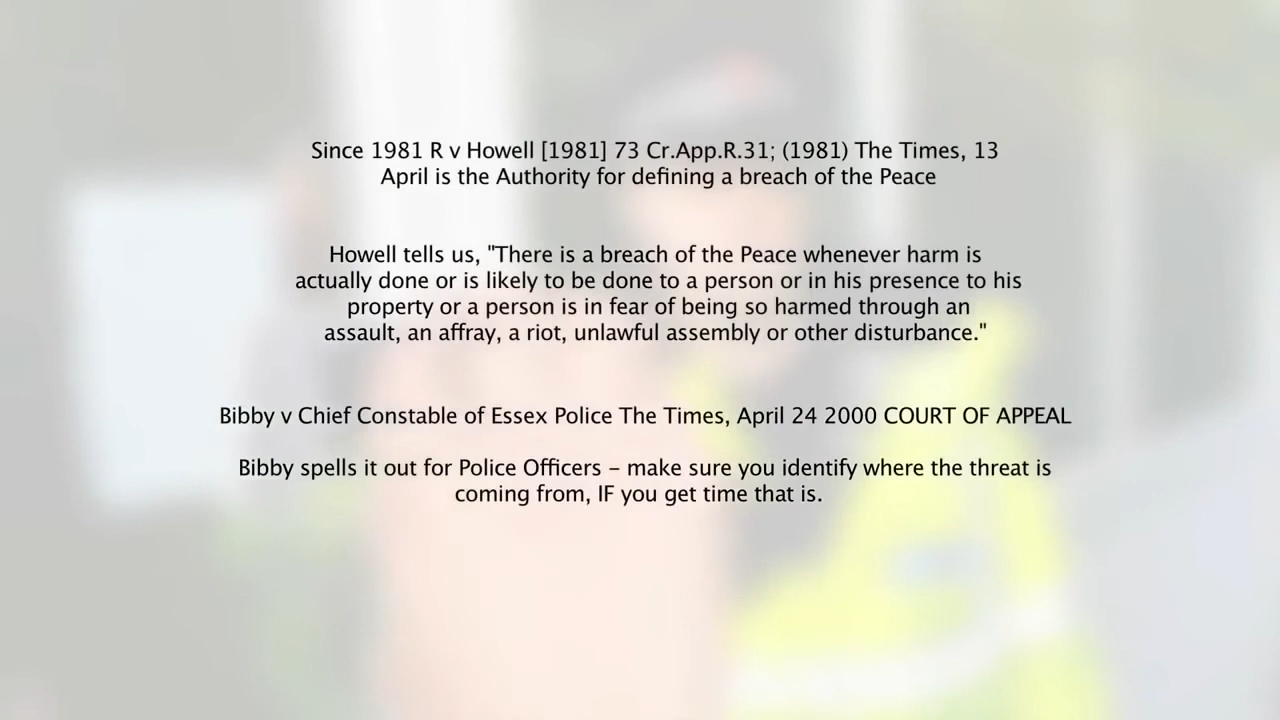 Since 1981 R v Howell [1981] 73 Cr.App.R.31; (1981) The Times, 13
April is the Authority for defining a breach of the Peace
Howell tells us, "There is a breach of the Peace whenever harm is
actually done or is likely to be done to a person or in his presence to his
property or a person is in fear of being so harmed through an
assault, an affray, a riot, unlawful assembly or other disturbance."
Bibby v Chief Constable of Essex Police The Times, April 24 2000 COURT OF APPEAL
Bibby spells it out for Police Officers – make sure you identify where the threat is
coming from, IF you get time that is.